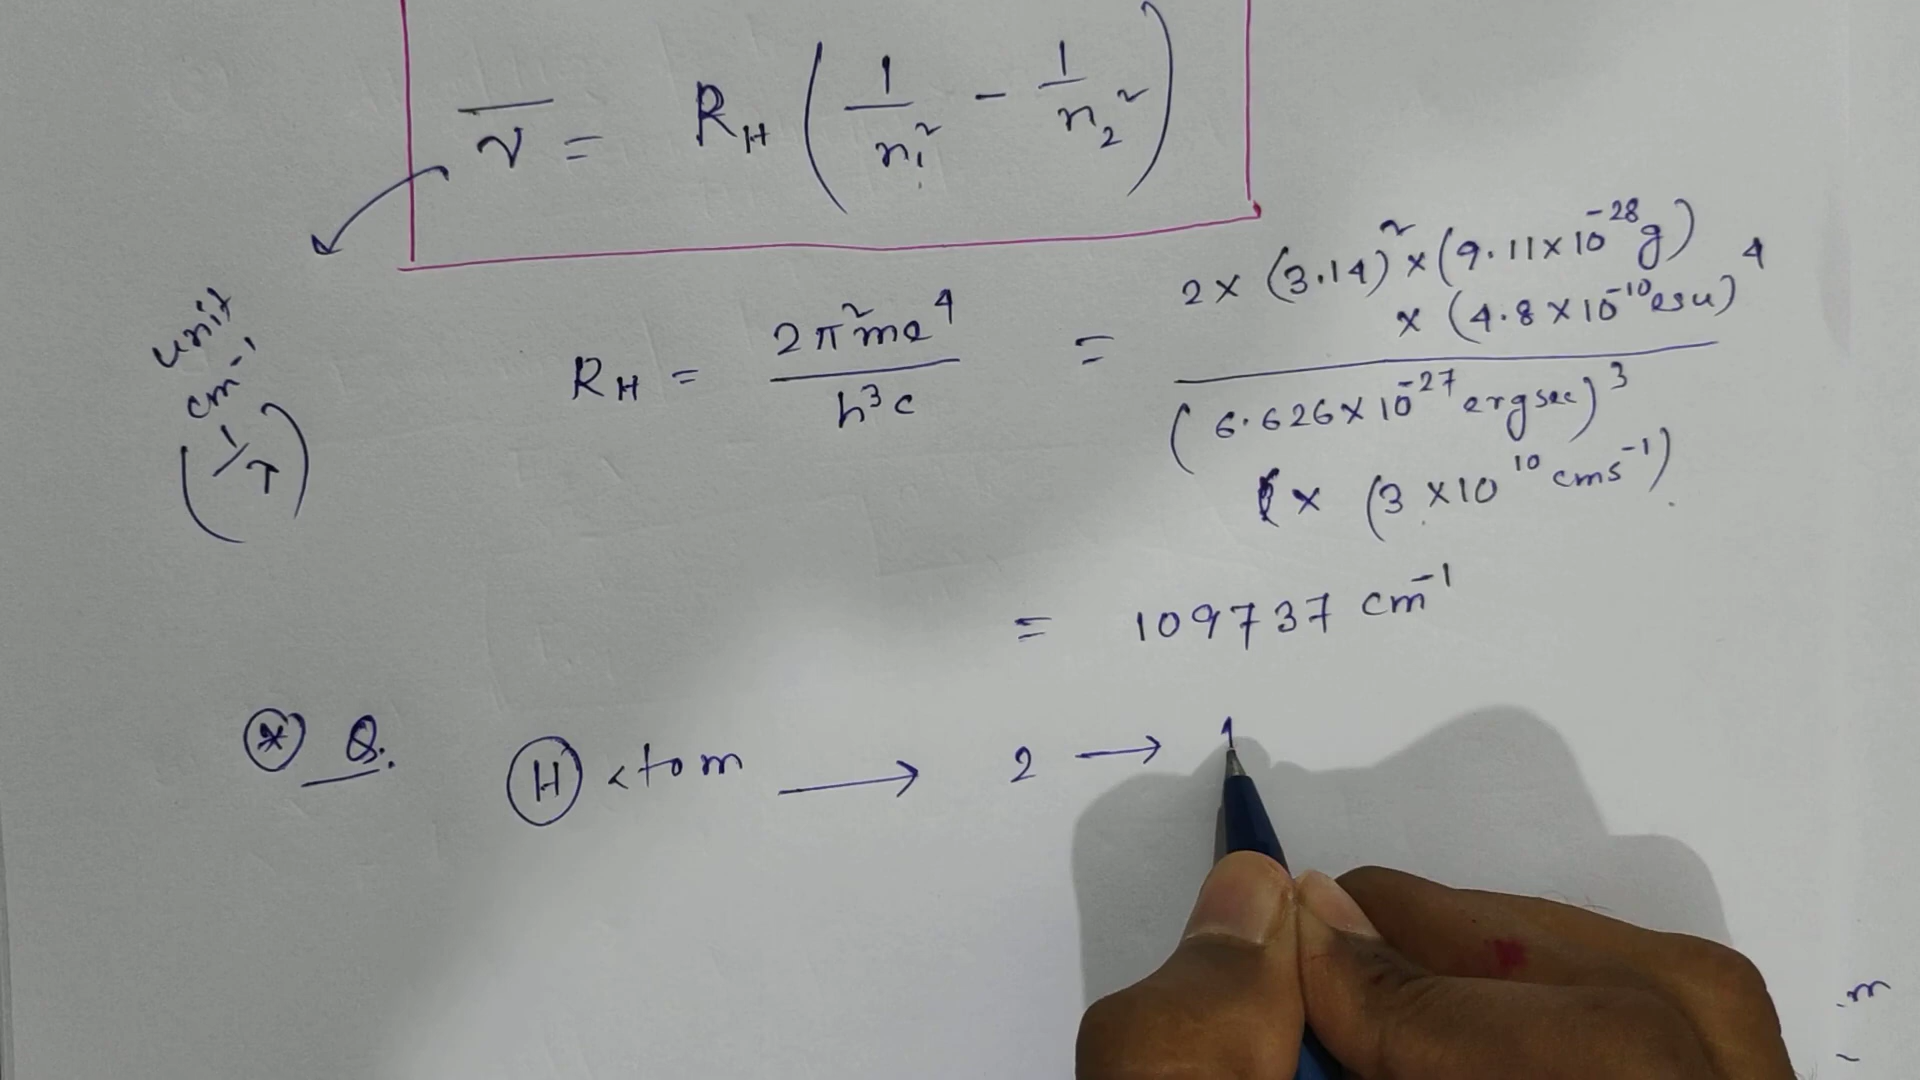 ν̅ = R_H (1/n₁² − 1/n₂²)
unit
cm⁻¹
(1/T)
R_H = 2π²me⁴ / h³c = 2 × (3.14)² × (9.11×10⁻²⁸g) × (4.8 × 10⁻¹⁰ esu)⁴ / (6.626×10⁻²⁷ erg sec)³ × (3 ×10¹⁰ cms⁻¹)
= 109737 cm⁻¹
* Q. H atom → 2 → 1